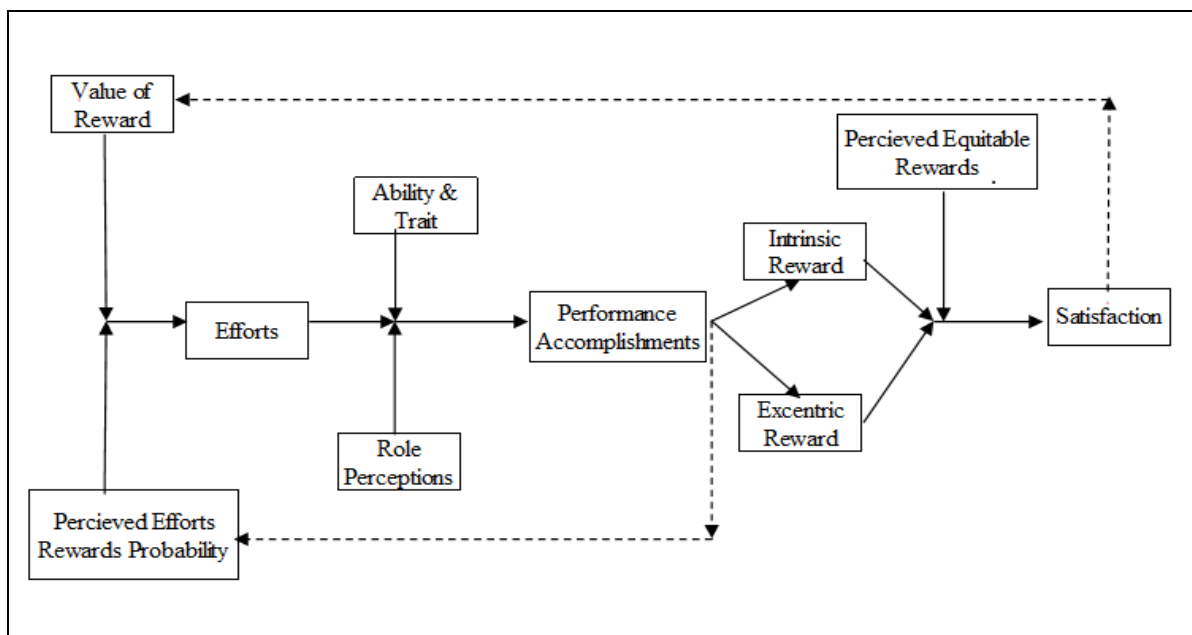 Value of
Reward
Percieved Equitable
Rewards
Ability &
Trait
Intrinsic
Reward
Efforts
Performance
Accomplishments
Satisfaction
Excentric
Reward
Role
Perceptions
Percieved Efforts
Rewards Probability